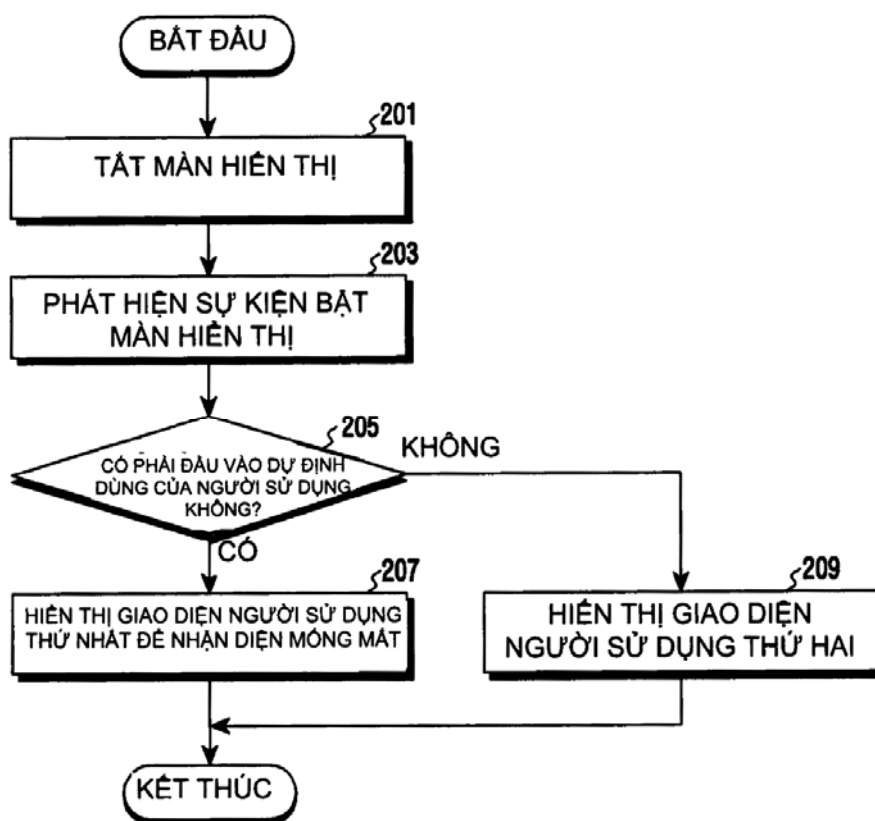 BẮT ĐẦU
201
TẮT MÀN HIỂN THỊ
203
PHÁT HIỆN SỰ KIỆN BẬT
MÀN HIỂN THỊ
205
KHÔNG
CÓ PHẢI ĐẦU VÀO DỰ ĐỊNH
DÙNG CỦA NGƯỜI SỬ DỤNG
KHÔNG?
CÓ
207
HIỂN THỊ GIAO DIỆN NGƯỜI SỬ DỤNG
THỨ NHẤT ĐỂ NHẬN DIỆN MỐNG MẮT
209
HIỂN THỊ GIAO DIỆN
NGƯỜI SỬ DỤNG THỨ HAI
KẾT THÚC